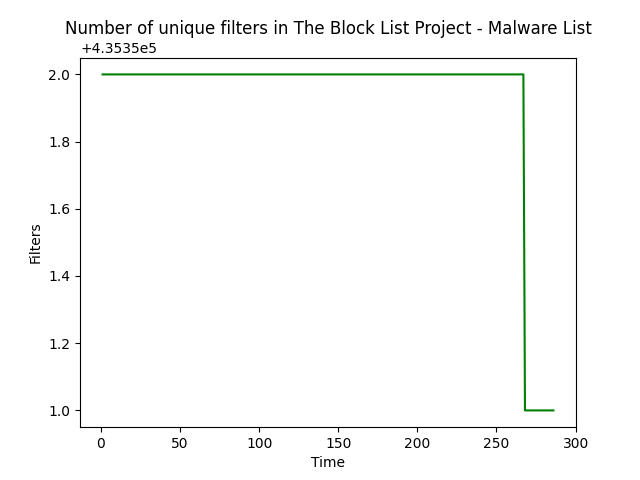 Number of unique filters in The Block List Project - Malware List
+4.3535e5
2.0
1.8
1.6
1.4
1.2
1.0
Filters
0 50 100 150 200 250 300
Time